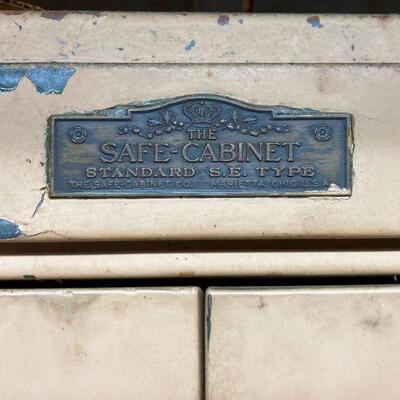 THE
SAFE-CABINET
STANDARD S.E. TYPE
THE SAFE-CABINET CO. MARIETTA OHIO U.S.A.